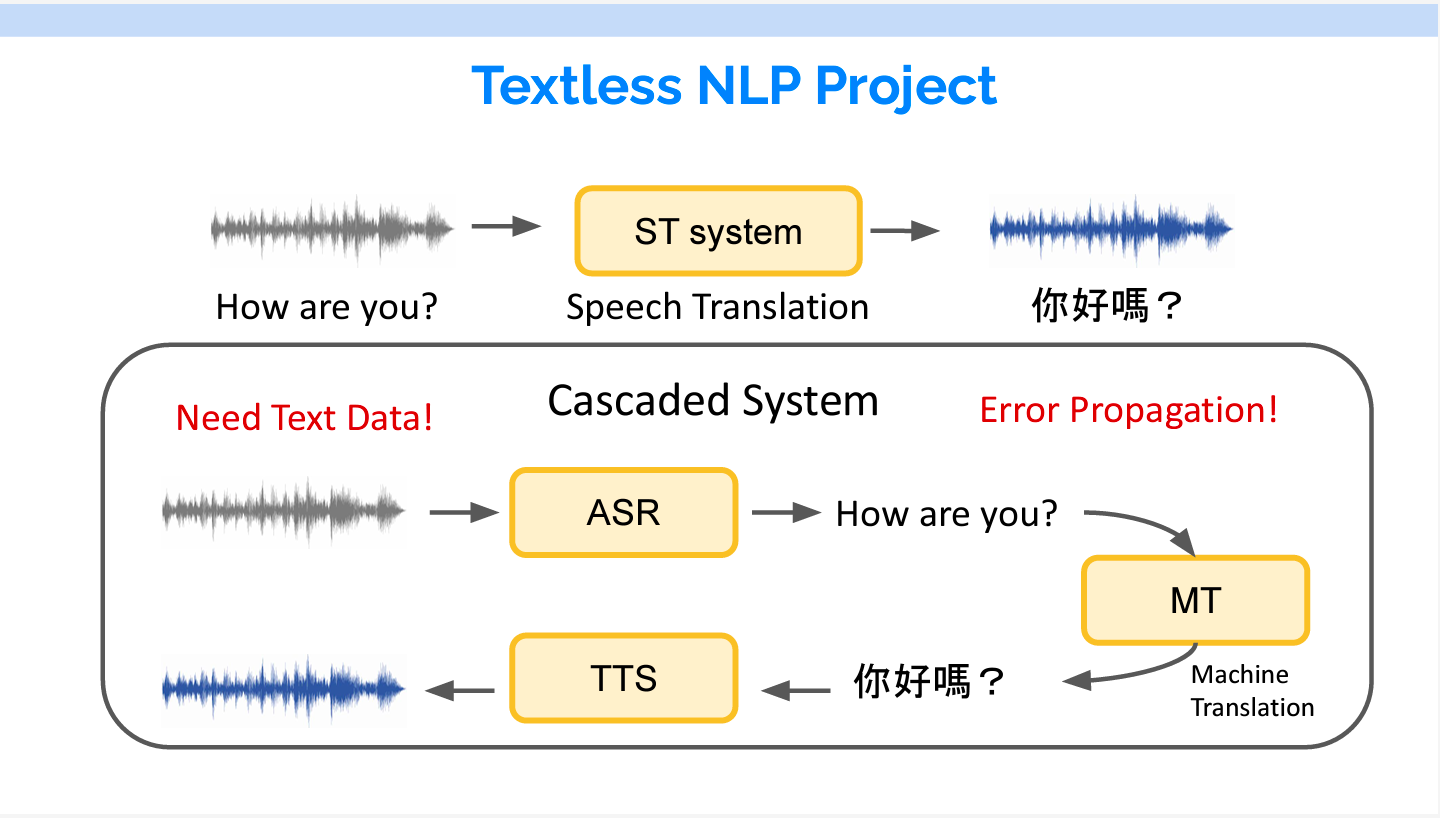 Textless NLP Project
ST system
How are you?
Speech Translation
你好嗎？
Cascaded System
Need Text Data!
Error Propagation!
ASR
How are you?
MT
Machine
Translation
你好嗎？
TTS